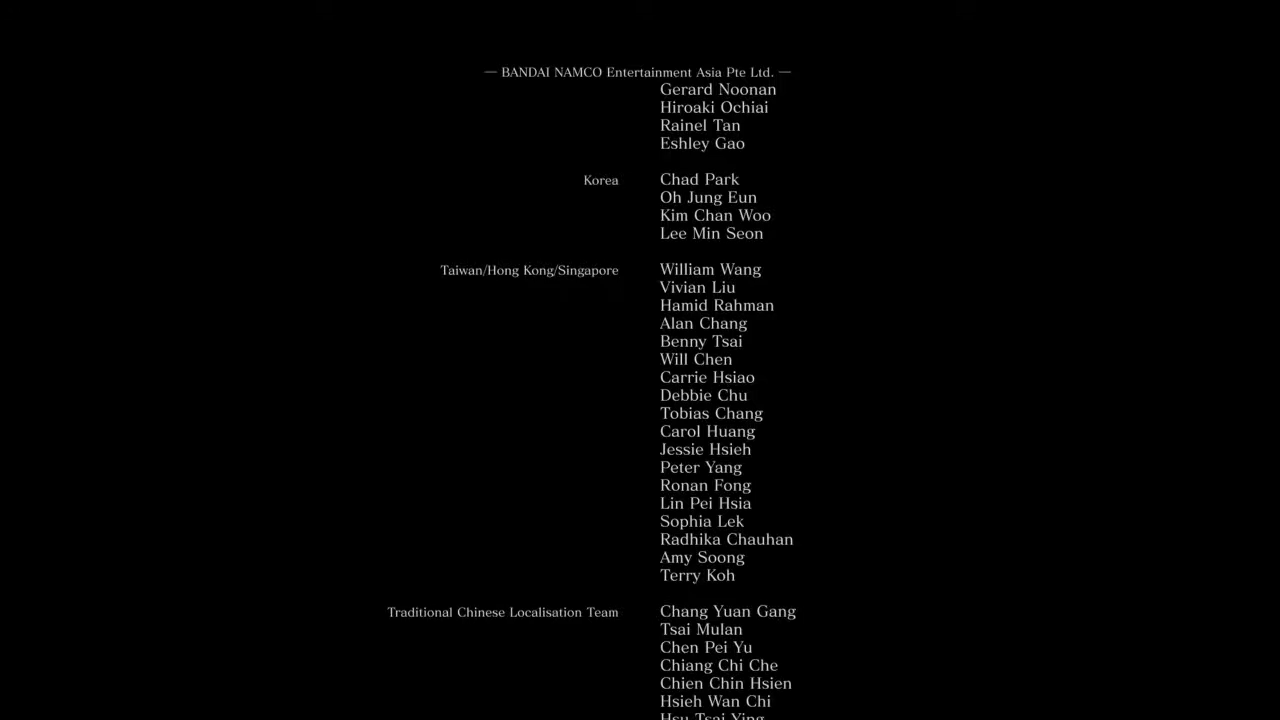 — BANDAI NAMCO Entertainment Asia Pte Ltd. —
Gerard Noonan
Hiroaki Ochiai
Rainel Tan
Eshley Gao
Korea Chad Park
Oh Jung Eun
Kim Chan Woo
Lee Min Seon
Taiwan/Hong Kong/Singapore William Wang
Vivian Liu
Hamid Rahman
Alan Chang
Benny Tsai
Will Chen
Carrie Hsiao
Debbie Chu
Tobias Chang
Carol Huang
Jessie Hsieh
Peter Yang
Ronan Fong
Lin Pei Hsia
Sophia Lek
Radhika Chauhan
Amy Soong
Terry Koh
Traditional Chinese Localisation Team Chang Yuan Gang
Tsai Mulan
Chen Pei Yu
Chiang Chi Che
Chien Chin Hsien
Hsieh Wan Chi
Hsu Tsai Ying